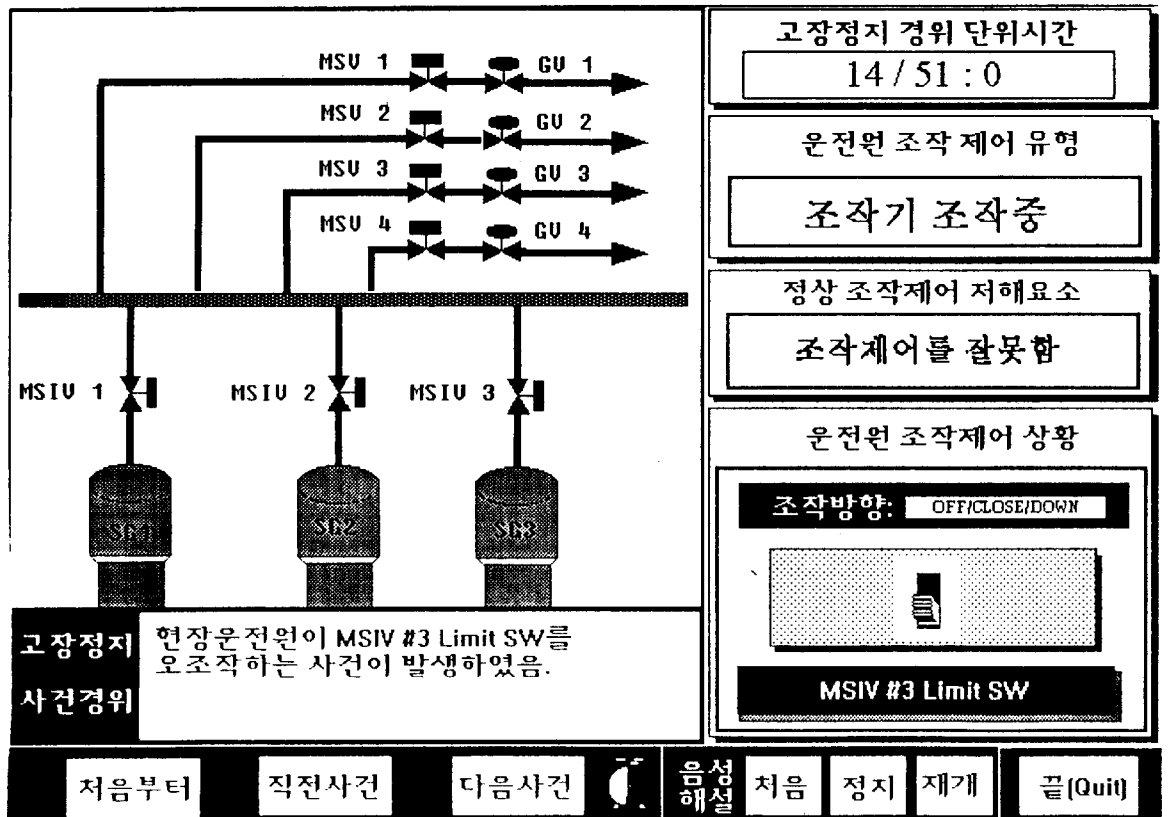 MSV 1
GV 1
MSV 2
GV 2
MSV 3
GV 3
MSV 4
GV 4
MSIV 1
MSIV 2
MSIV 3
SG1
SG2
SG3
고장정지
사건경위
현장운전원이 MSIV #3 Limit SW를
오조작하는 사건이 발생하였음.
고장정지 경위 단위시간
14 / 51 : 0
운전원 조작 제어 유형
조작기 조작중
정상 조작제어 저해요소
조작제어를 잘못함
운전원 조작제어 상황
조작방향: OFF/CLOSE/DOWN
MSIV #3 Limit SW
처음부터 직전사건 다음사건
음성
해설
처음 정지 재개 끝(Quit)